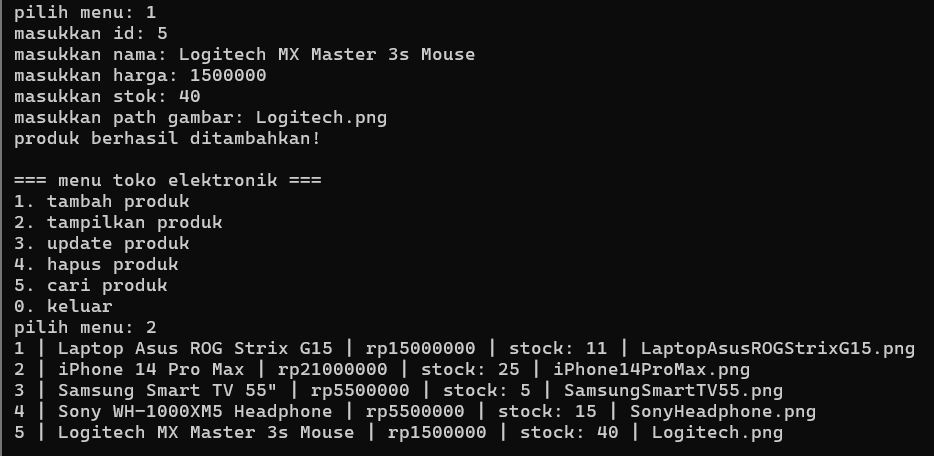 pilih menu: 1
masukkan id: 5
masukkan nama: Logitech MX Master 3s Mouse
masukkan harga: 1500000
masukkan stok: 40
masukkan path gambar: Logitech.png
produk berhasil ditambahkan!

=== menu toko elektronik ===
1. tambah produk
2. tampilkan produk
3. update produk
4. hapus produk
5. cari produk
0. keluar
pilih menu: 2
1 | Laptop Asus ROG Strix G15 | rp15000000 | stock: 11 | LaptopAsusROGStrixG15.png
2 | iPhone 14 Pro Max | rp21000000 | stock: 25 | iPhone14ProMax.png
3 | Samsung Smart TV 55" | rp5500000 | stock: 5 | SamsungSmartTV55.png
4 | Sony WH-1000XM5 Headphone | rp5500000 | stock: 15 | SonyHeadphone.png
5 | Logitech MX Master 3s Mouse | rp1500000 | stock: 40 | Logitech.png